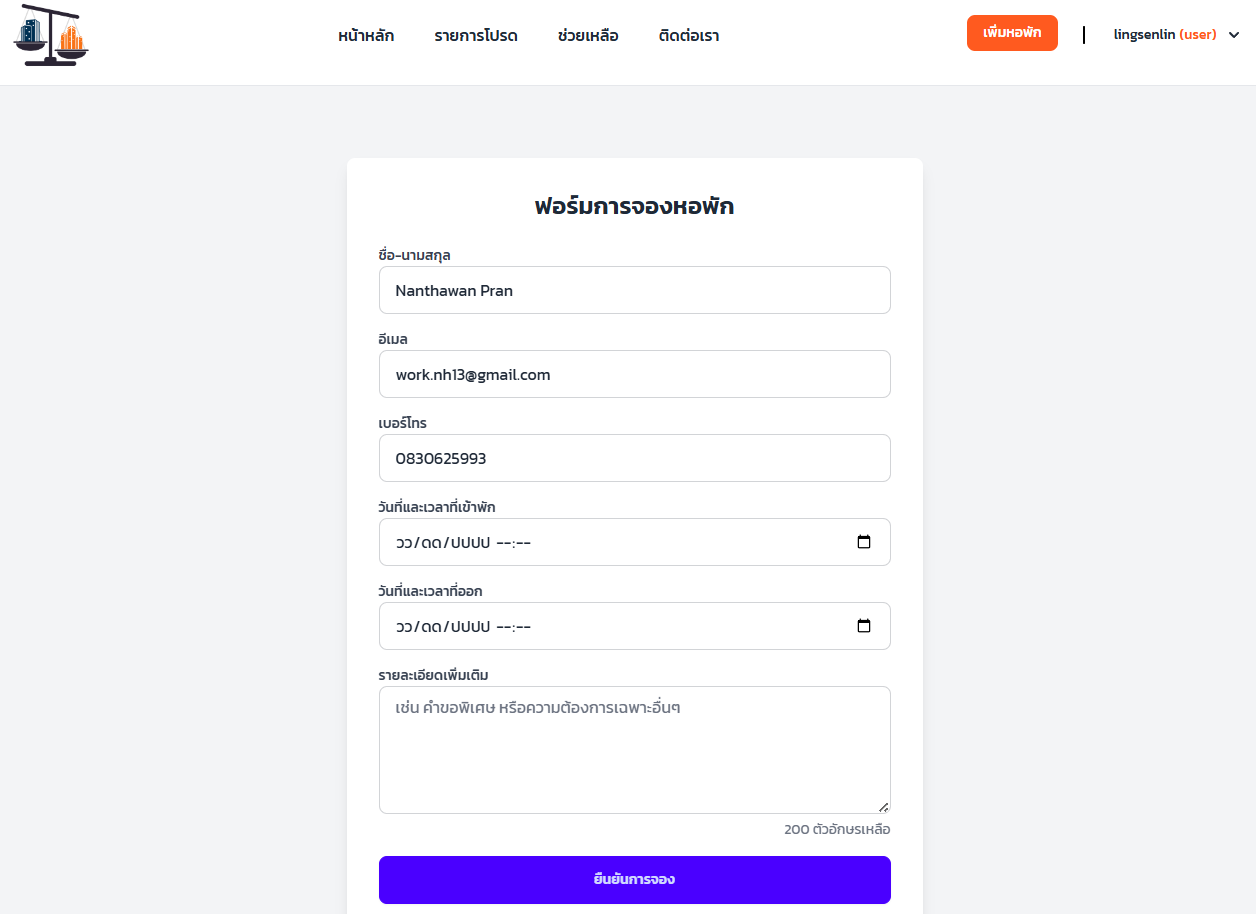 หน้าหลัก รายการโปรด ช่วยเหลือ ติดต่อเรา เพิ่มหอพัก lingsenlin (user)
ฟอร์มการจองหอพัก
ชื่อ-นามสกุล
Nanthawan Pran
อีเมล
work.nh13@gmail.com
เบอร์โทร
0830625993
วันที่และเวลาที่เข้าพัก
วว/ดด/ปปปป --:--
วันที่และเวลาที่ออก
วว/ดด/ปปปป --:--
รายละเอียดเพิ่มเติม
เช่น คำขอพิเศษ หรือความต้องการเฉพาะอื่นๆ
200 ตัวอักษรเหลือ
ยืนยันการจอง